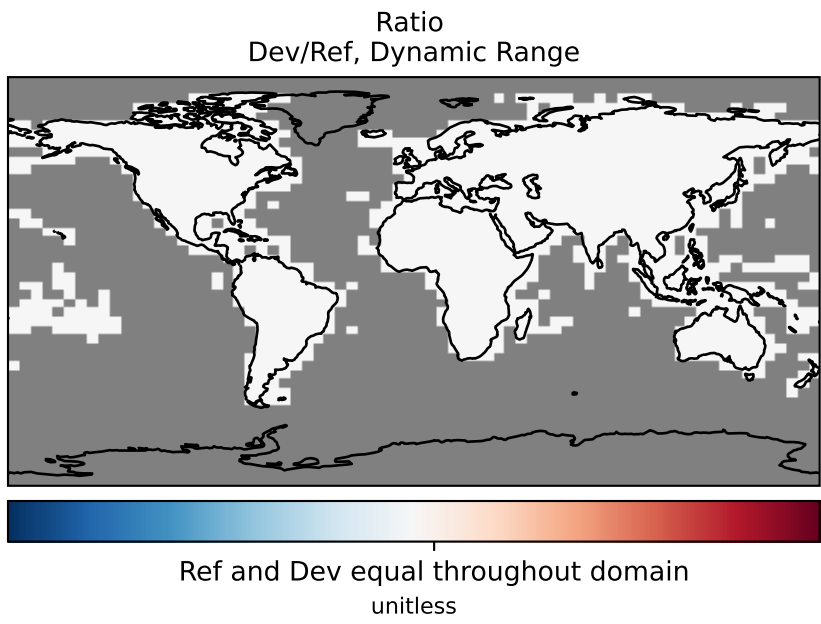 Ratio
Dev/Ref, Dynamic Range
Ref and Dev equal throughout domain
unitless